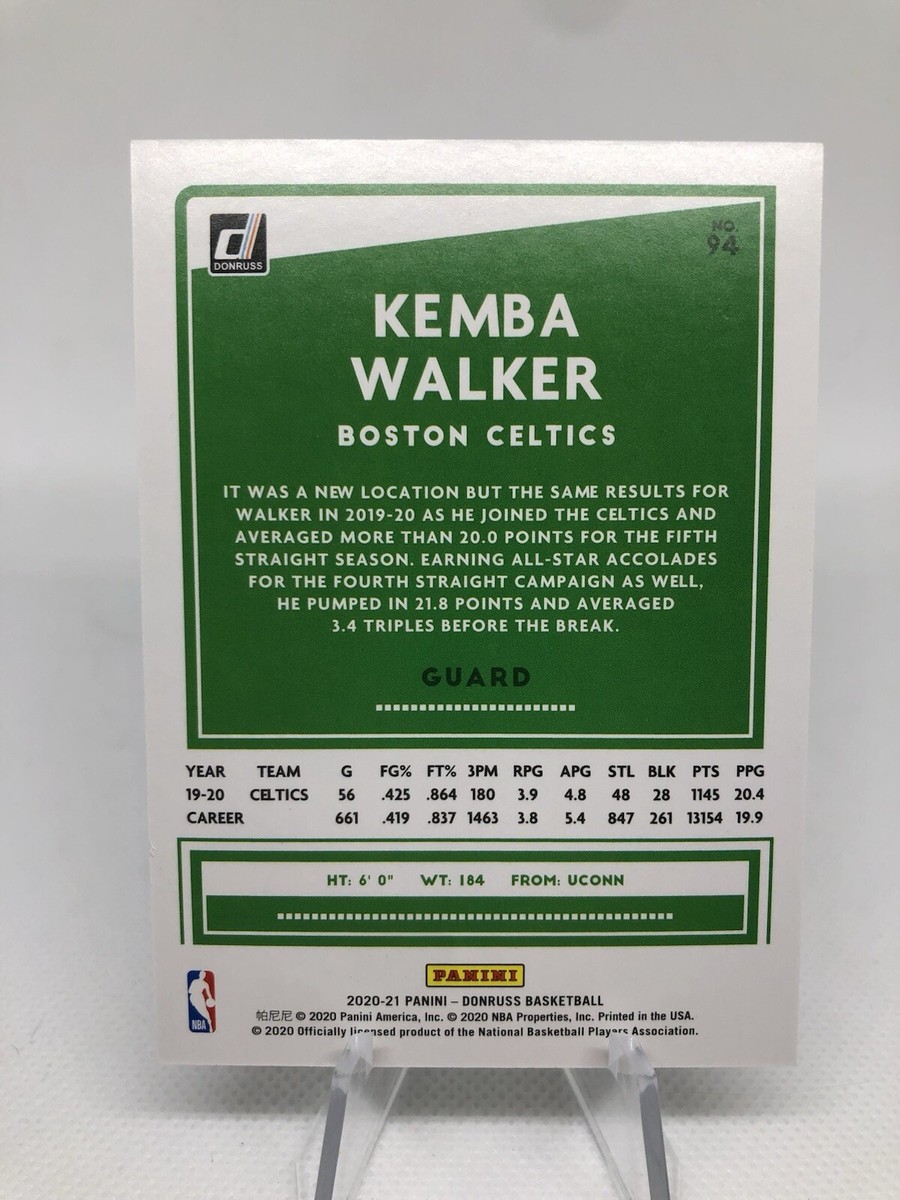 DONRUSS
NO.
94
KEMBA
WALKER
BOSTON CELTICS
IT WAS A NEW LOCATION BUT THE SAME RESULTS FOR
WALKER IN 2019-20 AS HE JOINED THE CELTICS AND
AVERAGED MORE THAN 20.0 POINTS FOR THE FIFTH
STRAIGHT SEASON. EARNING ALL-STAR ACCOLADES
FOR THE FOURTH STRAIGHT CAMPAIGN AS WELL,
HE PUMPED IN 21.8 POINTS AND AVERAGED
3.4 TRIPLES BEFORE THE BREAK.
GUARD
YEAR TEAM G FG% FT% 3PM RPG APG STL BLK PTS PPG
19-20 CELTICS 56 .425 .864 180 3.9 4.8 48 28 1145 20.4
CAREER 661 .419 .837 1463 3.8 5.4 847 261 13154 19.9
HT: 6' 0" WT: 184 FROM: UCONN
PANINI
NBA
2020-21 PANINI – DONRUSS BASKETBALL
帕尼尼 © 2020 Panini America, Inc. © 2020 NBA Properties, Inc. Printed in the USA.
© 2020 Officially licensed product of the National Basketball Players Association.